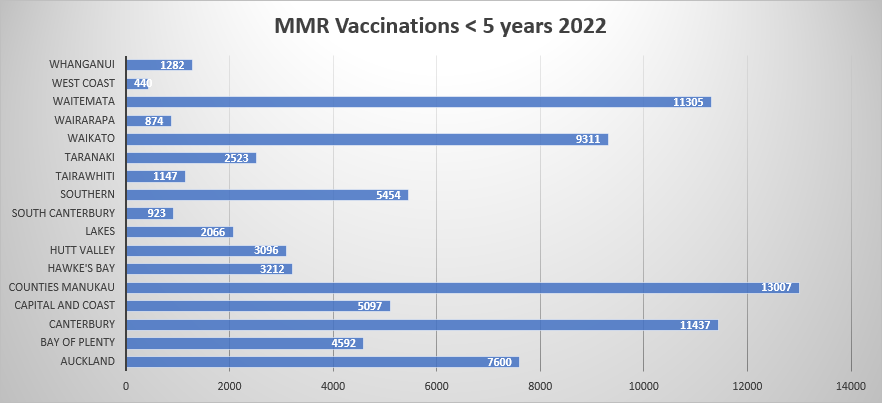 MMR Vaccinations < 5 years 2022
WHANGANUI 1282
WEST COAST 440
WAITEMATA 11305
WAIRARAPA 874
WAIKATO 9311
TARANAKI 2523
TAIRAWHITI 1147
SOUTHERN 5454
SOUTH CANTERBURY 923
LAKES 2066
HUTT VALLEY 3096
HAWKE'S BAY 3212
COUNTIES MANUKAU 13007
CAPITAL AND COAST 5097
CANTERBURY 11437
BAY OF PLENTY 4592
AUCKLAND 7600
0 2000 4000 6000 8000 10000 12000 14000